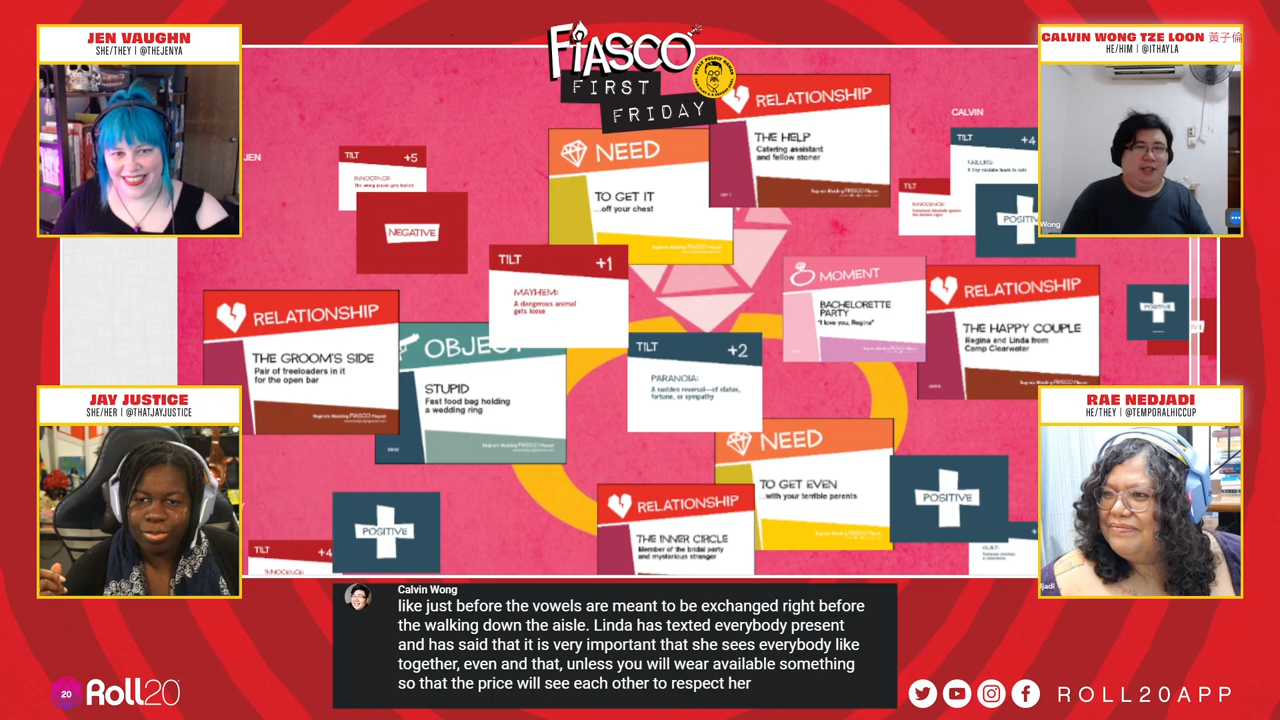 JEN VAUGHN
SHE/THEY | @THEJENYA
FiASCO
FIRST
FRIDAY
CALVIN WONG TZE LOON 黃子倫
HE/HIM | @ITHAYLA
JEN
CALVIN
TILT +5
INNOCENCE:
NEGATIVE
NEED
TO GET IT
...off your chest
RELATIONSHIP
THE HELP
Catering assistant
and fellow stoner
TILT +4
FAILURE:
TILT
INNOCENCE:
POSITIV
Wong
TILT +1
MAYHEM:
A dangerous animal
gets loose
MOMENT
BACHELORETTE
PARTY
"I love you, Regina"
RELATIONSHIP
THE HAPPY COUPLE
Regina and Linda from
Camp Clearwater
POSITIVE
RELATIONSHIP
THE GROOM'S SIDE
Pair of freeloaders in it
for the open bar
OBJECT
STUPID
Fast food bag holding
a wedding ring
TILT +2
PARANOIA:
A sudden reversal—of status,
fortune, or sympathy
JAY JUSTICE
SHE/HER | @THATJAYJUSTICE
RAE NEDJADI
HE/THEY | @TEMPORALHICCUP
NEED
TO GET EVEN
...with your terrible parents
POSITIVE
POSITIVE
RELATIONSHIP
THE INNER CIRCLE
Member of the bridal party
and mysterious stranger
TILT +4
INNOCENCE:
GUILT:
jadi
Calvin Wong
like just before the vowels are meant to be exchanged right before
the walking down the aisle. Linda has texted everybody present
and has said that it is very important that she sees everybody like
together, even and that, unless you will wear available something
so that the price will see each other to respect her
20 Roll20
ROLL20APP